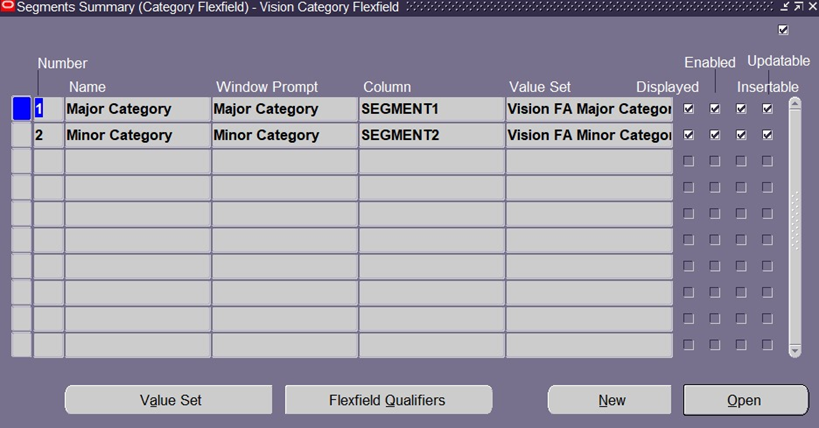 Segments Summary (Category Flexfield) - Vision Category Flexfield
Number Enabled Updatable
Name Window Prompt Column Value Set Displayed Insertable
1 Major Category Major Category SEGMENT1 Vision FA Major Categor
2 Minor Category Minor Category SEGMENT2 Vision FA Minor Categor
Value Set Flexfield Qualifiers New Open